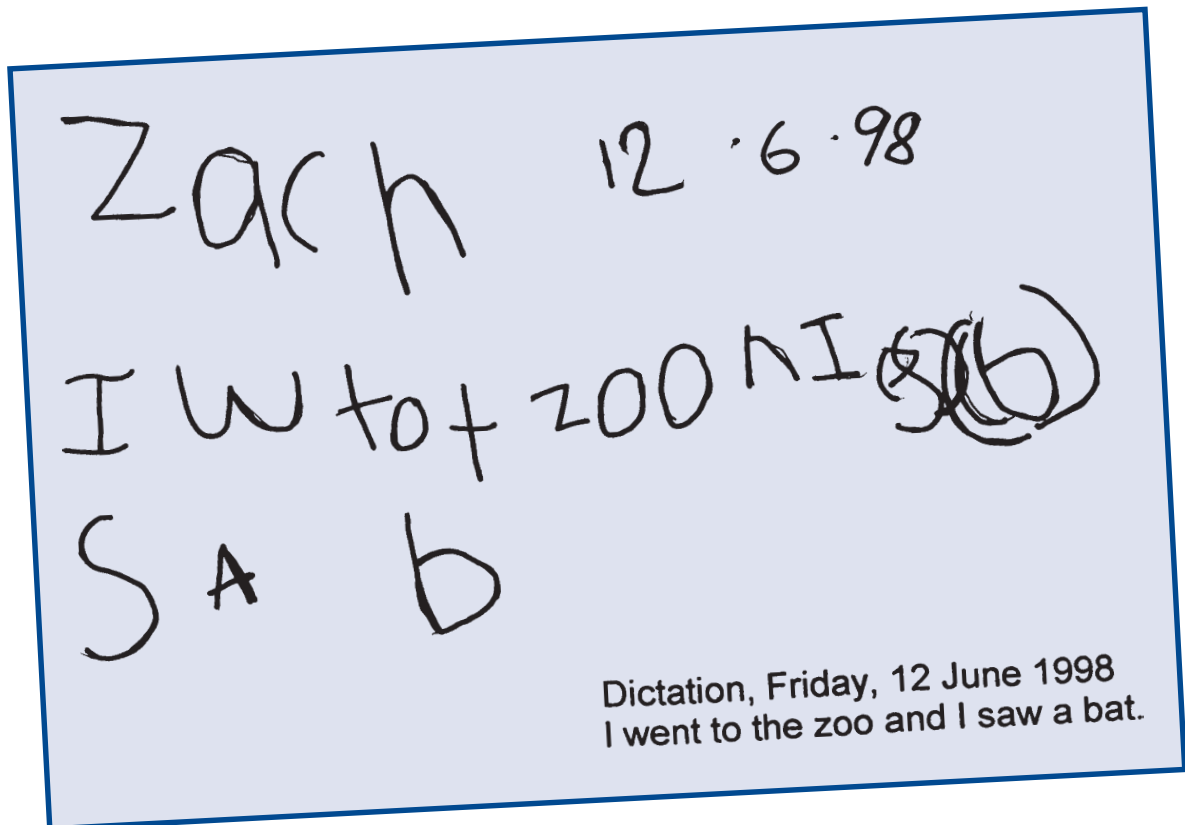 Zach 12 · 6 · 98
I W to t zoo n I (s) (b)
S A b
Dictation, Friday, 12 June 1998
I went to the zoo and I saw a bat.